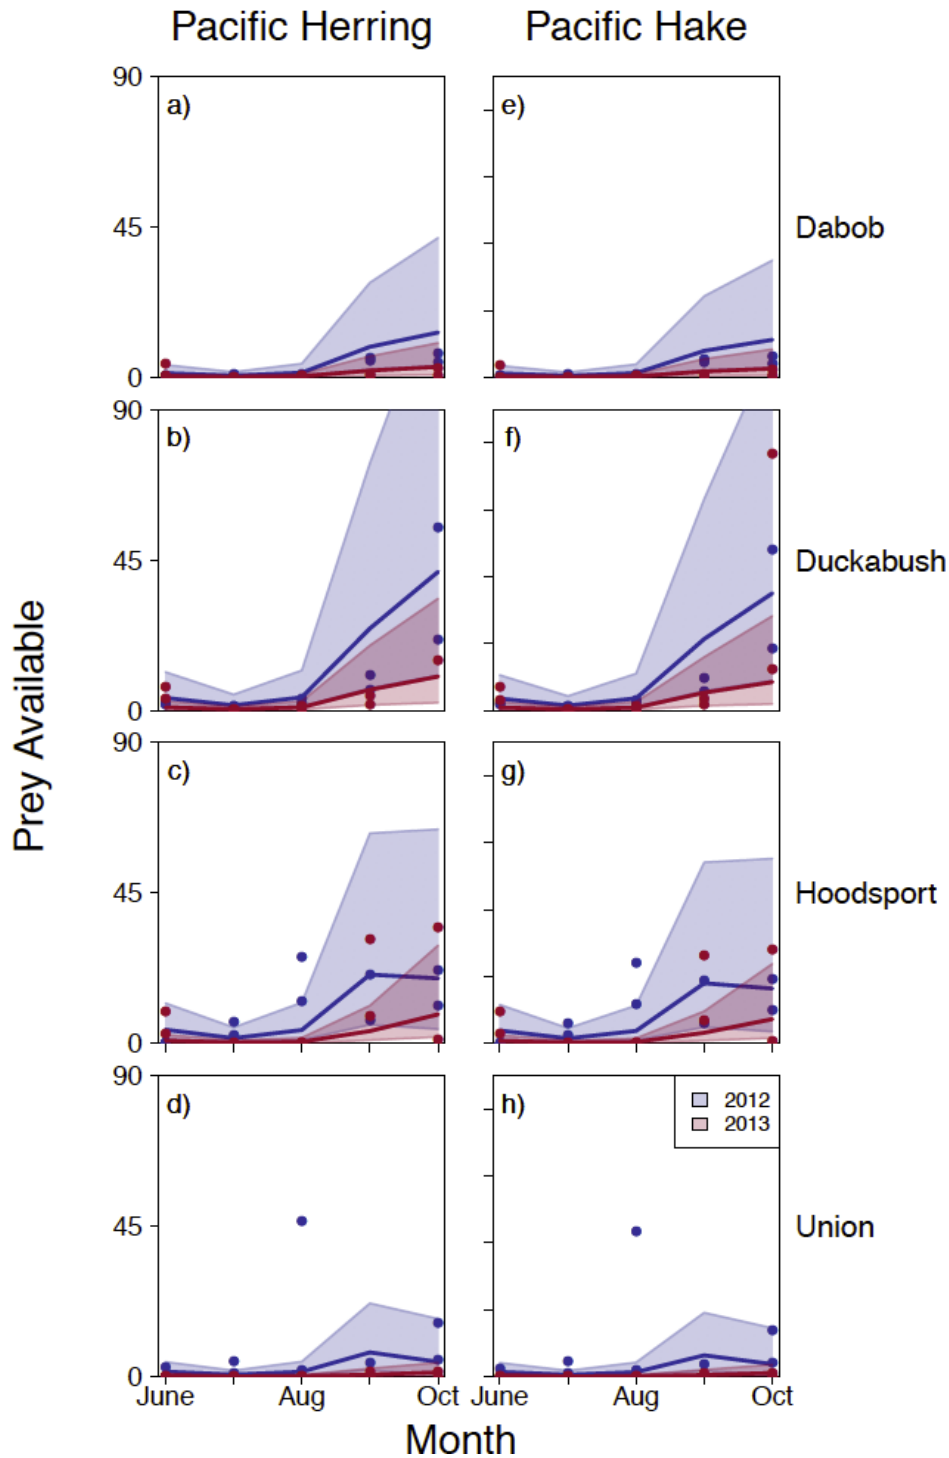 Pacific Herring Pacific Hake
90
a) e)
45 Dabob
0
90
b) f)
45 Duckabush
0
Prey Available
90
c) g)
45 Hoodsport
0
90
d) h)
2012
2013
45 Union
0
June Aug Oct June Aug Oct
Month